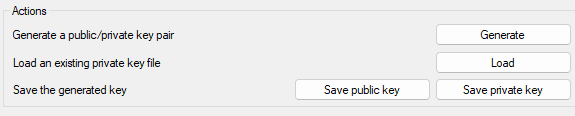 Actions
Generate a public/private key pair Generate
Load an existing private key file Load
Save the generated key Save public key Save private key